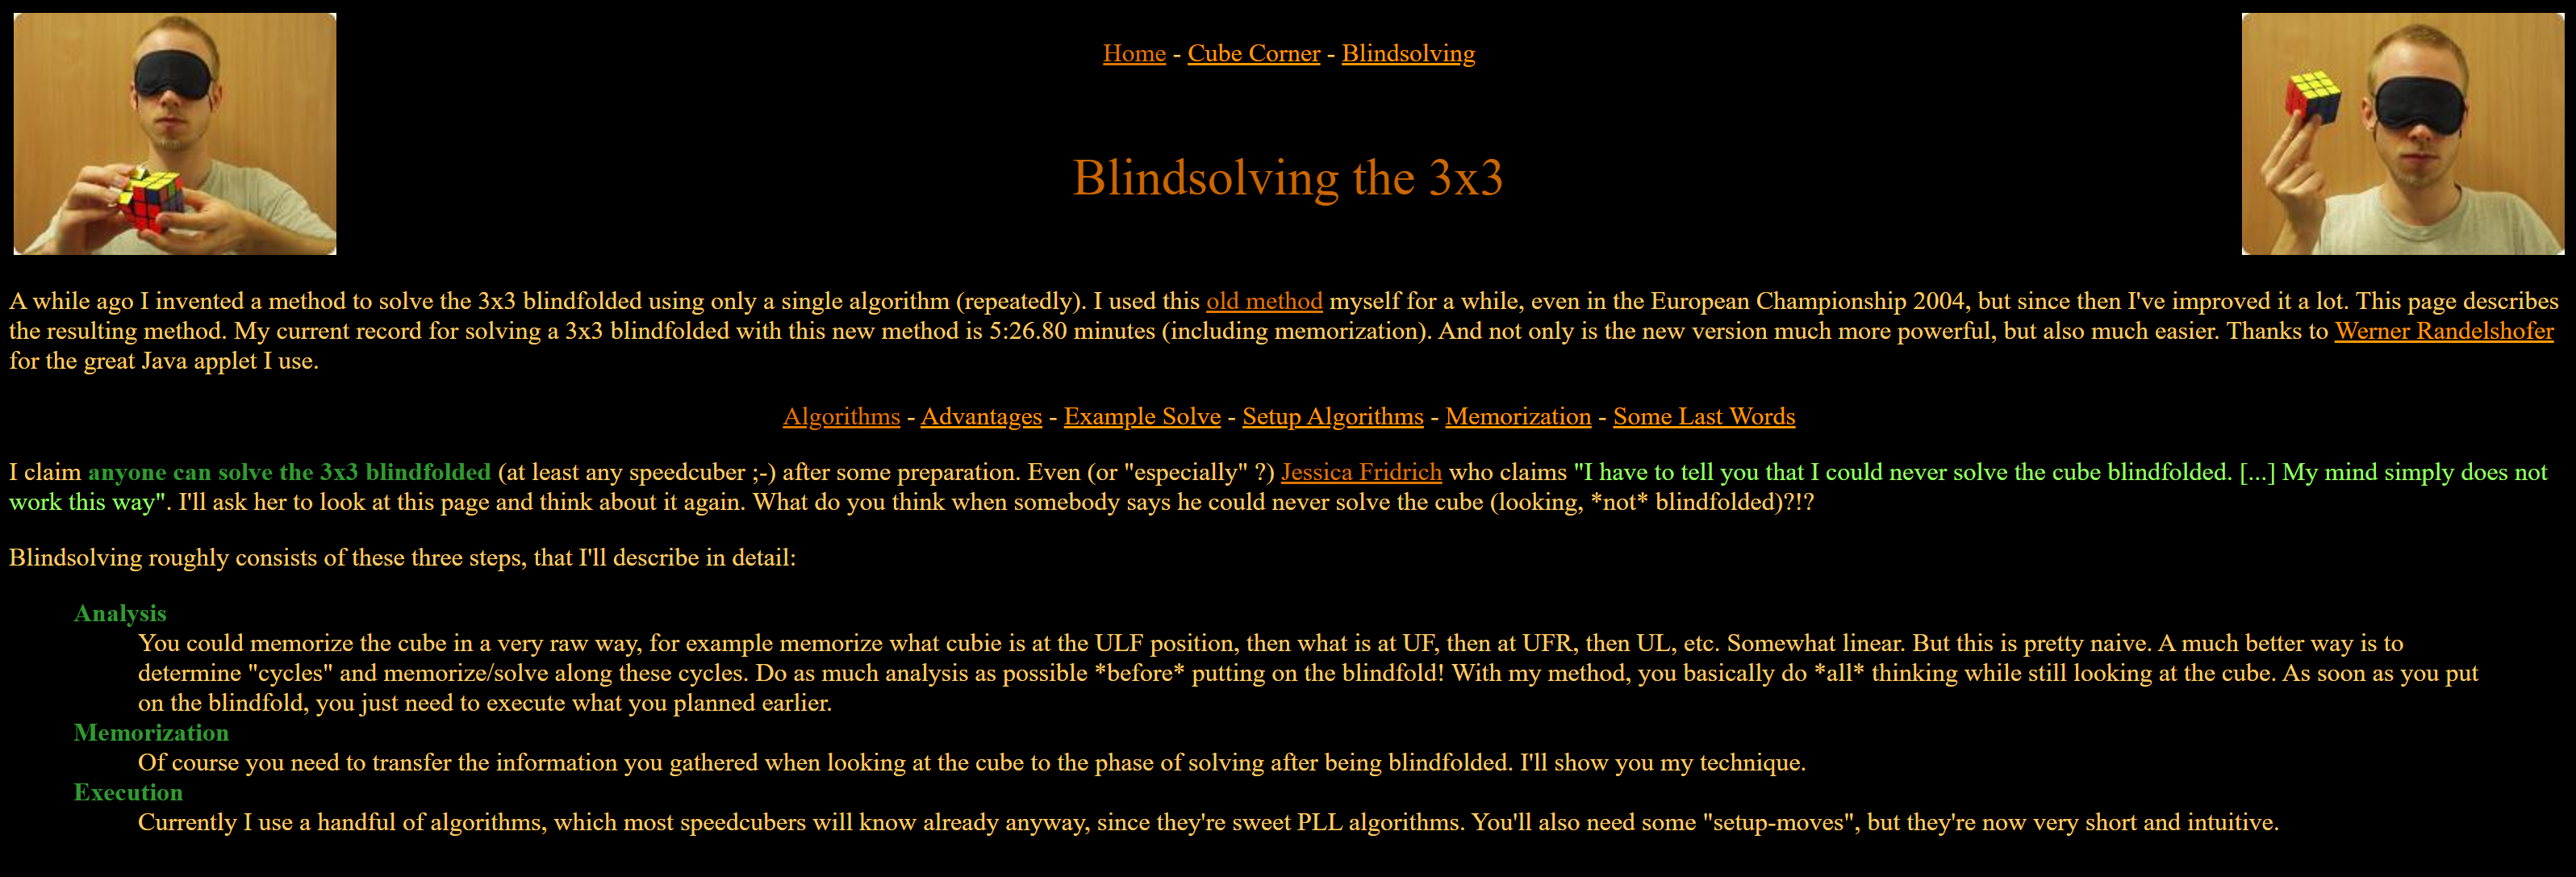 Home - Cube Corner - Blindsolving
Blindsolving the 3x3
A while ago I invented a method to solve the 3x3 blindfolded using only a single algorithm (repeatedly). I used this old method myself for a while, even in the European Championship 2004, but since then I've improved it a lot. This page describes
the resulting method. My current record for solving a 3x3 blindfolded with this new method is 5:26.80 minutes (including memorization). And not only is the new version much more powerful, but also much easier. Thanks to Werner Randelshofer
for the great Java applet I use.
Algorithms - Advantages - Example Solve - Setup Algorithms - Memorization - Some Last Words
I claim anyone can solve the 3x3 blindfolded (at least any speedcuber ;-) after some preparation. Even (or "especially" ?) Jessica Fridrich who claims "I have to tell you that I could never solve the cube blindfolded. [...] My mind simply does not
work this way". I'll ask her to look at this page and think about it again. What do you think when somebody says he could never solve the cube (looking, *not* blindfolded)?!?
Blindsolving roughly consists of these three steps, that I'll describe in detail:
Analysis
You could memorize the cube in a very raw way, for example memorize what cubie is at the ULF position, then what is at UF, then at UFR, then UL, etc. Somewhat linear. But this is pretty naive. A much better way is to
determine "cycles" and memorize/solve along these cycles. Do as much analysis as possible *before* putting on the blindfold! With my method, you basically do *all* thinking while still looking at the cube. As soon as you put
on the blindfold, you just need to execute what you planned earlier.
Memorization
Of course you need to transfer the information you gathered when looking at the cube to the phase of solving after being blindfolded. I'll show you my technique.
Execution
Currently I use a handful of algorithms, which most speedcubers will know already anyway, since they're sweet PLL algorithms. You'll also need some "setup-moves", but they're now very short and intuitive.